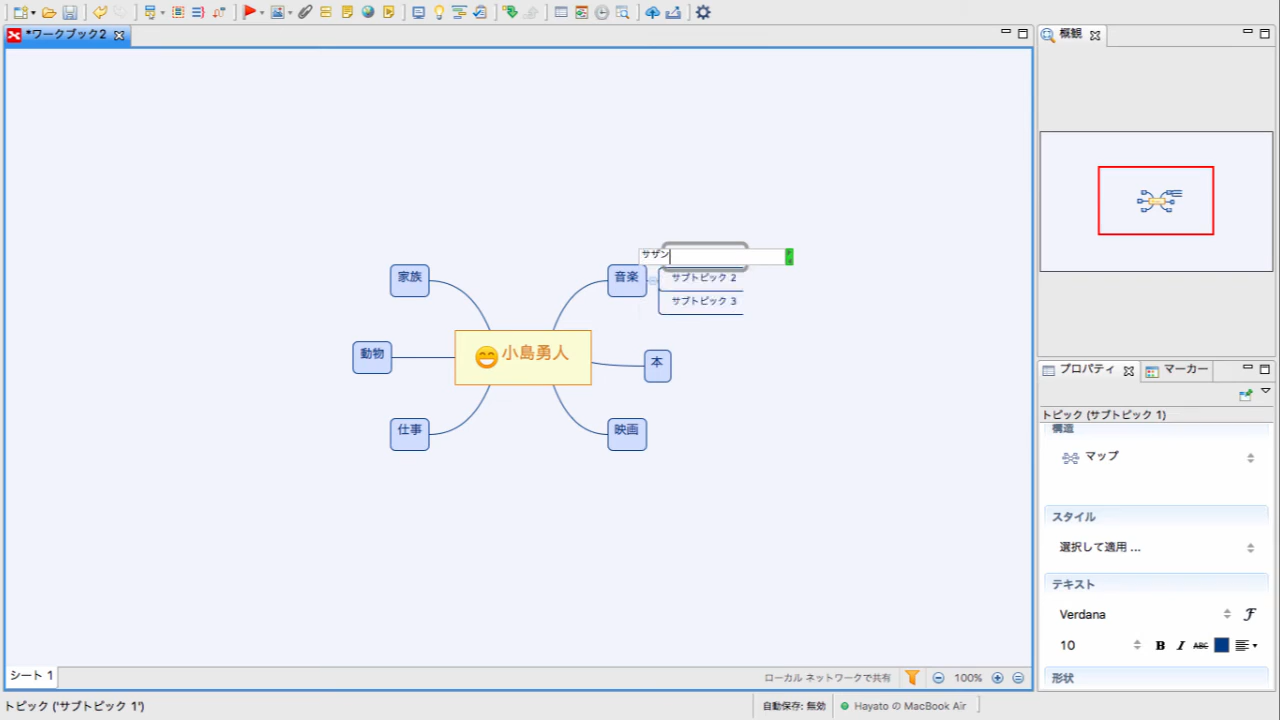 *ワークブック2
概観
サザン
家族
音楽
サブトピック 2
サブトピック 3
動物
小島勇人
本
仕事
映画
プロパティ
マーカー
トピック (サブトピック 1)
構造
マップ
スタイル
選択して適用 ...
テキスト
Verdana
10
B I ABC
形状
シート 1
ローカル ネットワークで共有
100%
トピック ('サブトピック 1')
自動保存: 無効
Hayato の MacBook Air